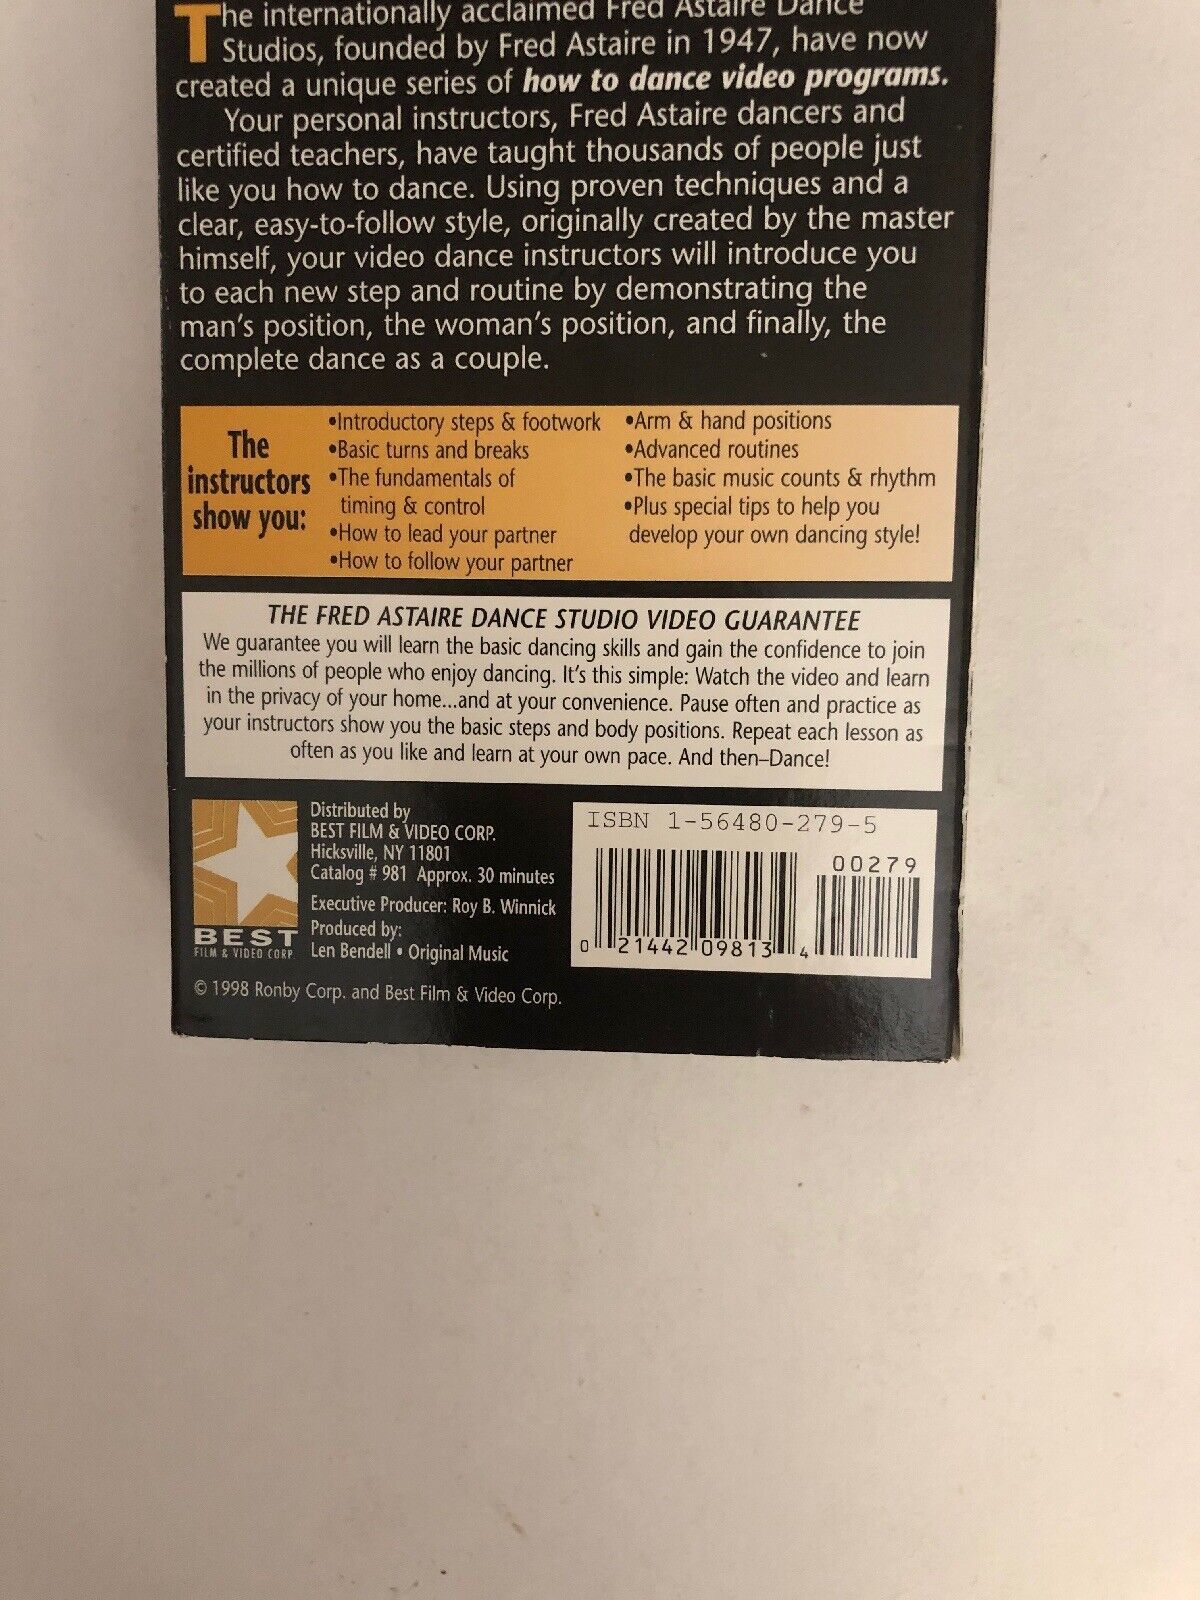 The internationally acclaimed Fred Astaire Dance
Studios, founded by Fred Astaire in 1947, have now
created a unique series of how to dance video programs.
Your personal instructors, Fred Astaire dancers and
certified teachers, have taught thousands of people just
like you how to dance. Using proven techniques and a
clear, easy-to-follow style, originally created by the master
himself, your video dance instructors will introduce you
to each new step and routine by demonstrating the
man's position, the woman's position, and finally, the
complete dance as a couple.
The
instructors
show you:
•Introductory steps & footwork
•Basic turns and breaks
•The fundamentals of
timing & control
•How to lead your partner
•How to follow your partner
•Arm & hand positions
•Advanced routines
•The basic music counts & rhythm
•Plus special tips to help you
develop your own dancing style!
THE FRED ASTAIRE DANCE STUDIO VIDEO GUARANTEE
We guarantee you will learn the basic dancing skills and gain the confidence to join
the millions of people who enjoy dancing. It's this simple: Watch the video and learn
in the privacy of your home...and at your convenience. Pause often and practice as
your instructors show you the basic steps and body positions. Repeat each lesson as
often as you like and learn at your own pace. And then–Dance!
BEST
FILM & VIDEO CORP
Distributed by
BEST FILM & VIDEO CORP.
Hicksville, NY 11801
Catalog # 981 Approx. 30 minutes
Executive Producer: Roy B. Winnick
Produced by:
Len Bendell • Original Music
© 1998 Ronby Corp. and Best Film & Video Corp.
ISBN 1-56480-279-5
00279
0 21442 09813 4